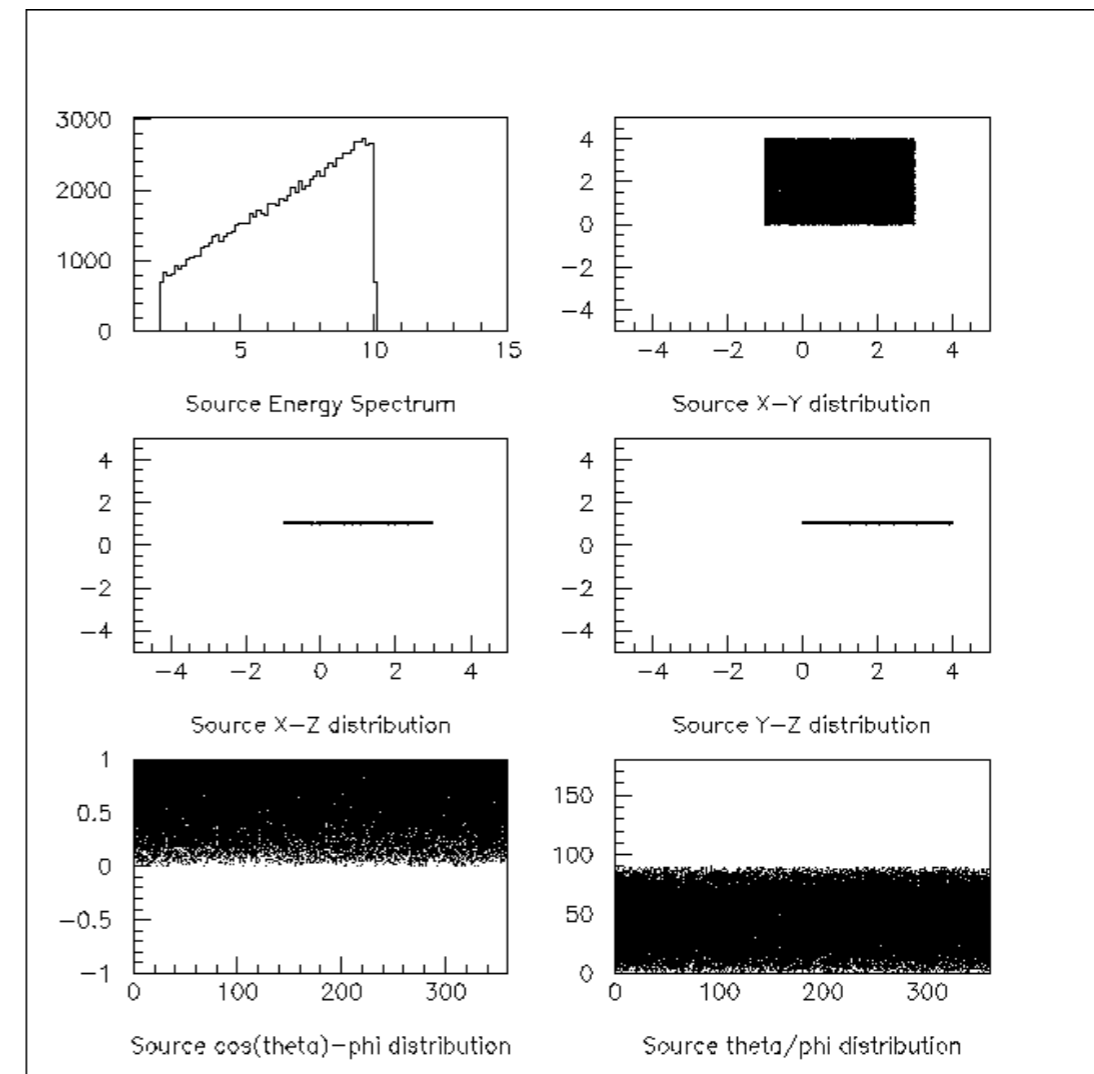 3000
2000
1000
0
5 10 15
Source Energy Spectrum
4
2
0
−2
−4
−4 −2 0 2 4
Source X−Y distribution
4
2
0
−2
−4
−4 −2 0 2 4
Source X−Z distribution
4
2
0
−2
−4
−4 −2 0 2 4
Source Y−Z distribution
1
0.5
0
−0.5
−1
0 100 200 300
Source cos(theta)−phi distribution
150
100
50
0
0 100 200 300
Source theta/phi distribution